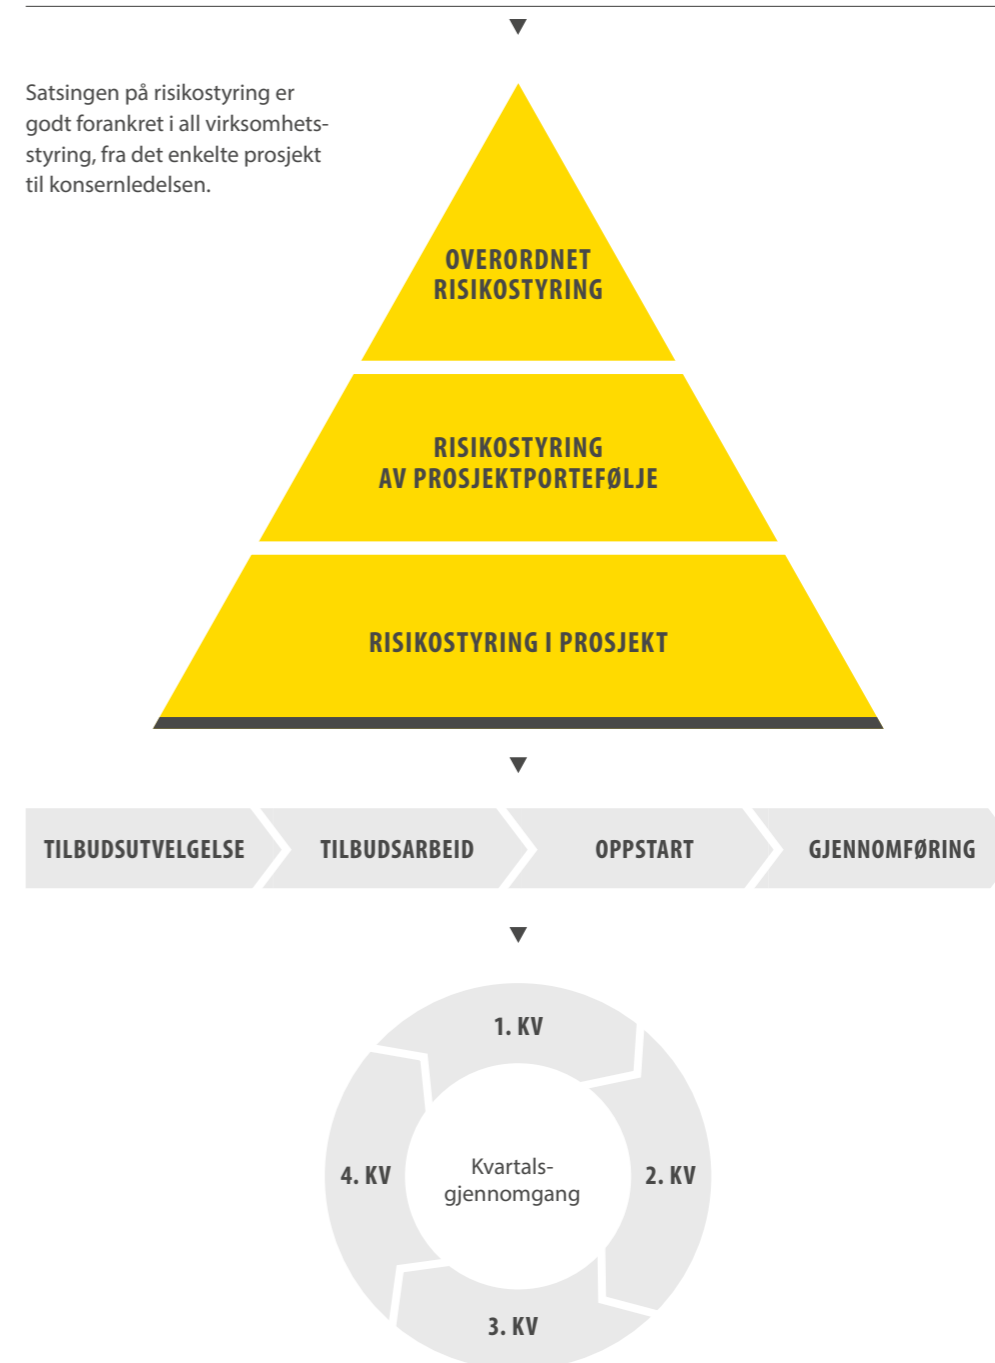 Satsingen på risikostyring er
godt forankret i all virksomhets-
styring, fra det enkelte prosjekt
til konsernledelsen.
OVERORDNET
RISIKOSTYRING
RISIKOSTYRING
AV PROSJEKTPORTEFØLJE
RISIKOSTYRING I PROSJEKT
TILBUDSUTVELGELSE
TILBUDSARBEID
OPPSTART
GJENNOMFØRING
1. KV
2. KV
3. KV
4. KV
Kvartals-
gjennomgang